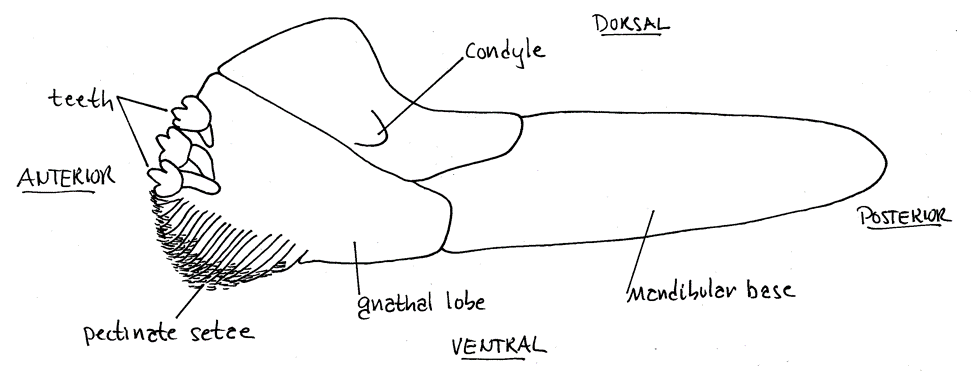 DORSAL
Condyle
teeth
ANTERIOR
POSTERIOR
mandibular base
gnathal lobe
pectinate setae
VENTRAL